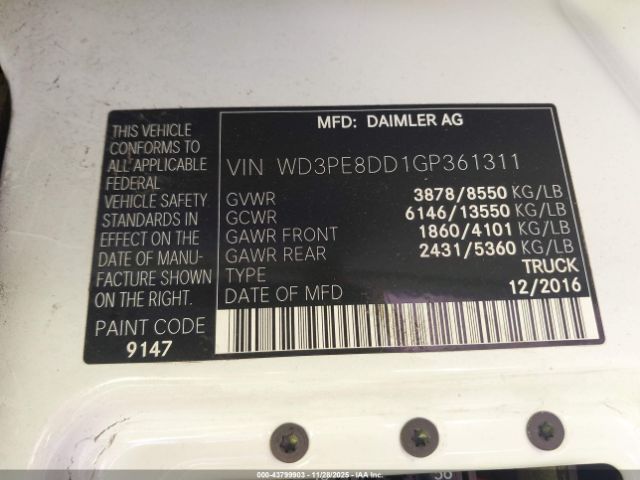 THIS VEHICLE
CONFORMS TO
ALL APPLICABLE
FEDERAL
VEHICLE SAFETY
STANDARDS IN
EFFECT ON THE
DATE OF MANU-
FACTURE SHOWN
ON THE RIGHT.
PAINT CODE
9147
MFD: DAIMLER AG
VIN WD3PE8DD1GP361311
GVWR 3878/8550 KG/LB
GCWR 6146/13550 KG/LB
GAWR FRONT 1860/4101 KG/LB
GAWR REAR 2431/5360 KG/LB
TYPE TRUCK
DATE OF MFD 12/2016
000-43799903 - 11/28/2025 - IAAI.COM